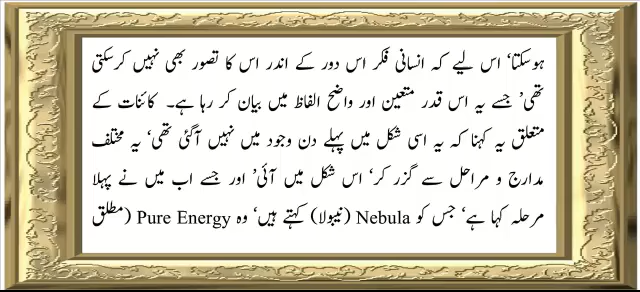 ہوسکتا‘ اس لیے کہ انسانی فکر اس دور کے اندر اس کا تصور بھی نہیں کرسکتی
تھی‘ جسے یہ اس قدر متعین اور واضح الفاظ میں بیان کر رہا ہے۔ کائنات کے
متعلق یہ کہنا کہ یہ اسی شکل میں پہلے دن وجود میں نہیں آگئی تھی‘ یہ مختلف
مدارج و مراحل سے گزر کر‘ اس شکل میں آئی‘ اور جسے اب میں نے پہلا
مرحلہ کہا ہے‘ جس کو Nebula (نیبولا) کہتے ہیں‘ وہ Pure Energy (مطلق